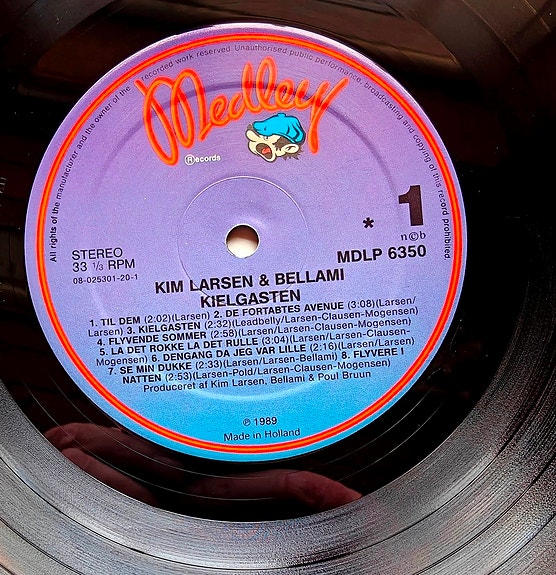 All rights of the manufacturer and the owner of the recorded work reserved. Unauthorised public performance, broadcasting and copying of this record prohibited.
Medley
Records
* 1
n©b
STEREO
33 1/3 RPM
MDLP 6350
08-025301-20-1
KIM LARSEN & BELLAMI
KIELGASTEN
1. TIL DEM (2:02)(Larsen) 2. DE FORTABTES AVENUE (3:08)(Larsen/
Larsen) 3. KIELGASTEN (2:32)(Leadbelly/Larsen-Clausen-Mogensen)
4. FLYVENDE SOMMER (2:58)(Larsen/Larsen-Clausen-Mogensen)
5. LA DET ROKKE LA DET RULLE (3:04)(Larsen/Larsen-Clausen-
Mogensen) 6. DENGANG DA JEG VAR LILLE (2:16)(Larsen/Larsen)
7. SE MIN DUKKE (2:33)(Larsen/Larsen-Bellami) 8. FLYVERE I
NATTEN (2:53)(Larsen-Pold/Larsen-Clausen-Mogensen)
Produceret af Kim Larsen, Bellami & Poul Bruun
℗ 1989
Made in Holland